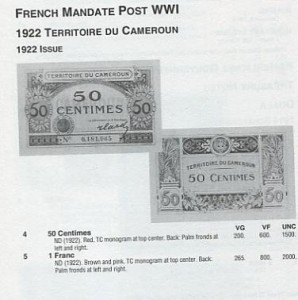 FRENCH MANDATE POST WWI
1922 TERRITOIRE DU CAMEROUN
1922 ISSUE
TERRITOIRE DU CAMEROUN
50
CENTIMES
50 50
TERRITOIRE DU CAMEROUN
50 CENTIMES
50 50
VG VF UNC
4 50 Centimes 200. 600. 1500.
ND (1922). Red. TC monogram at top center. Back: Palm fronds at
left and right.
5 1 Franc 265. 800. 2000.
ND (1922). Brown and pink. TC monogram at top center. Back:
Palm fronds at left and right.